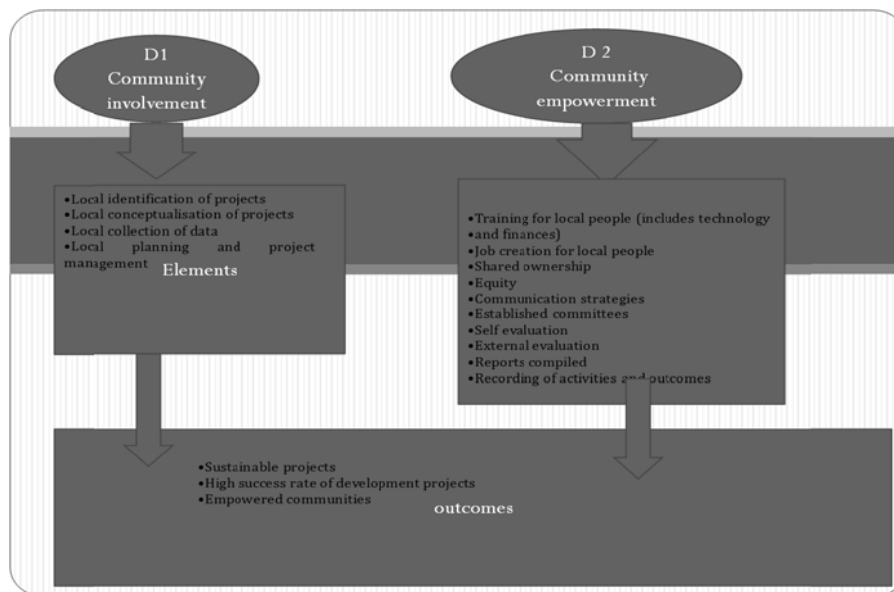 D1
Community
involvement
D 2
Community
empowerment
•Local identification of projects
•Local conceptualisation of projects
•Local collection of data
•Local planning and project
management
Elements
•Training for local people (includes technology
•and finances)
•Job creation for local people
•Shared ownership
•Equity
•Communication strategies
•Established committees
•Self evaluation
•External evaluation
•Reports compiled
•Recording of activities and outcomes
•Sustainable projects
•High success rate of development projects
•Empowered communities
outcomes